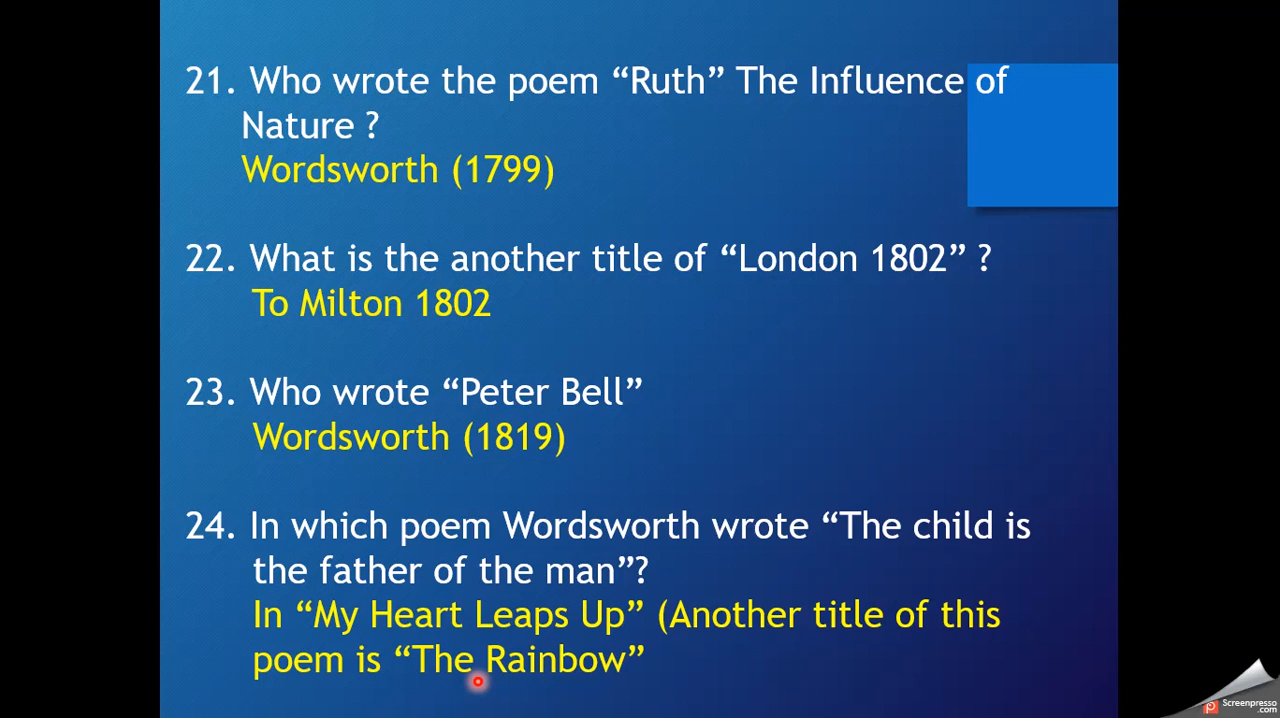 21. Who wrote the poem “Ruth” The Influence of
Nature ?
Wordsworth (1799)
22. What is the another title of “London 1802” ?
To Milton 1802
23. Who wrote “Peter Bell”
Wordsworth (1819)
24. In which poem Wordsworth wrote “The child is
the father of the man”?
In “My Heart Leaps Up” (Another title of this
poem is “The Rainbow”
Screenpresso
.com